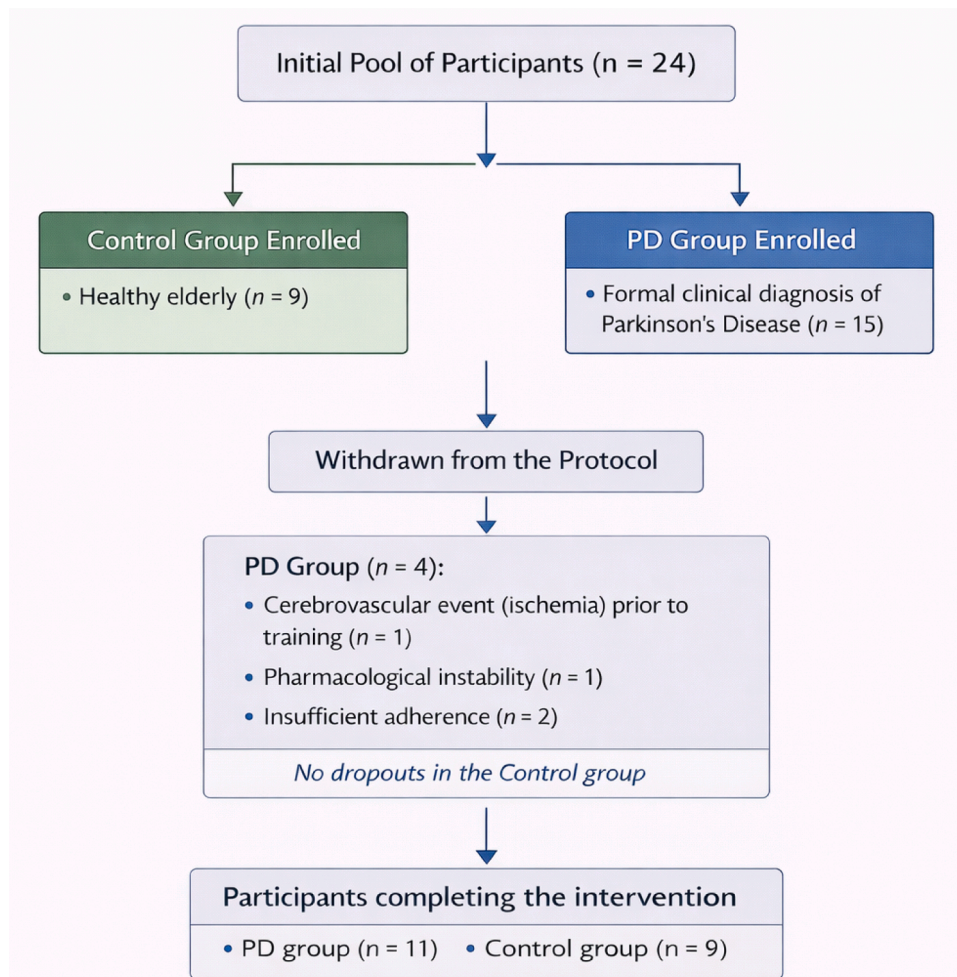 Initial Pool of Participants (n = 24)
Control Group Enrolled
• Healthy elderly (n = 9)
PD Group Enrolled
• Formal clinical diagnosis of
Parkinson's Disease (n = 15)
Withdrawn from the Protocol
PD Group (n = 4):
• Cerebrovascular event (ischemia) prior to
training (n = 1)
• Pharmacological instability (n = 1)
• Insufficient adherence (n = 2)
No dropouts in the Control group
Participants completing the intervention
• PD group (n = 11) • Control group (n = 9)